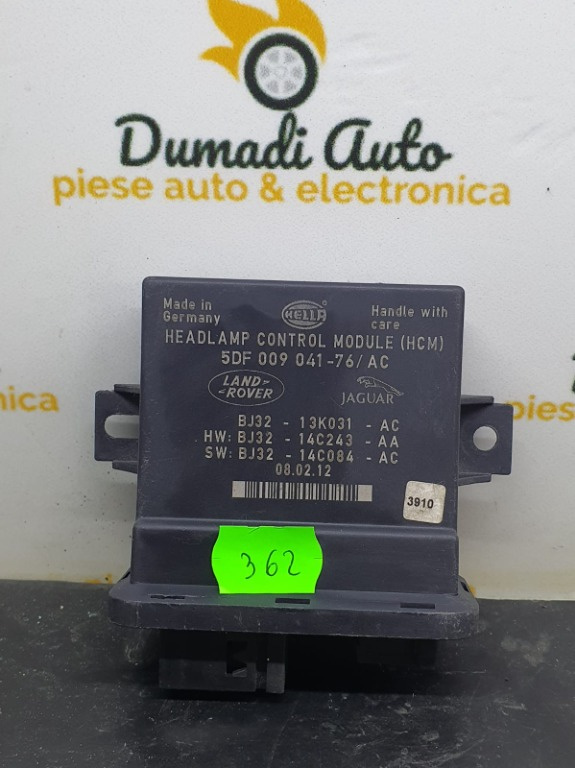 Dumadi Auto
piese auto & electronica
Made in
Germany
HELLA
Handle with
care
HEADLAMP CONTROL MODULE (HCM)
5DF 009 041-76/AC
LAND
ROVER
JAGUAR
BJ32 - 13K031 - AC
HW: BJ32 - 14C243 - AA
SW: BJ32 - 14C084 - AC
08.02.12
3910
362